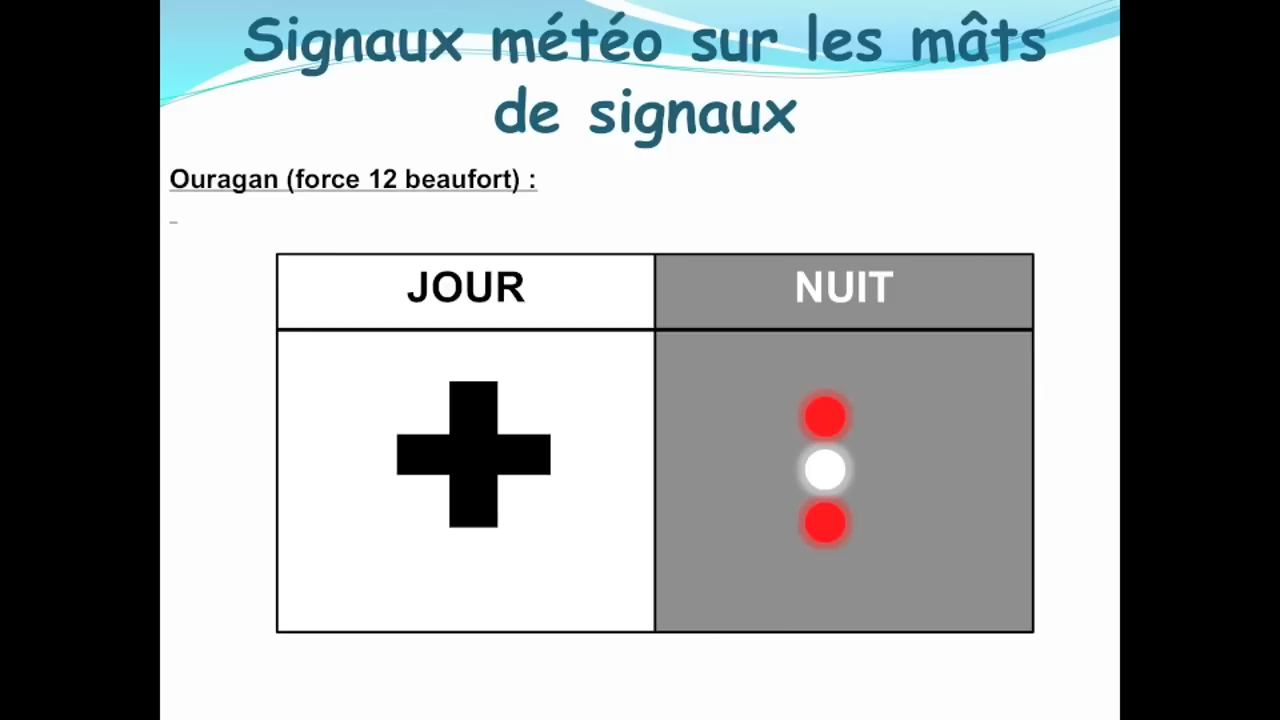 Signaux météo sur les mâts
de signaux
Ouragan (force 12 beaufort) :
JOUR
NUIT